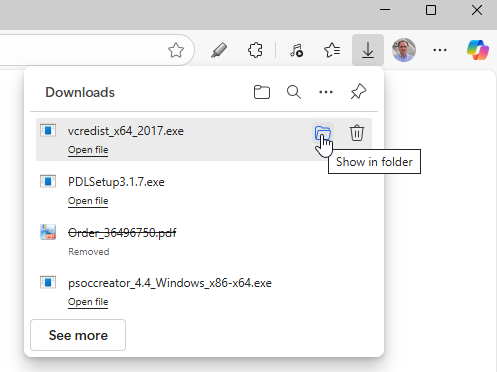 Downloads
vcredist_x64_2017.exe
Open file
Show in folder
PDLSetup3.1.7.exe
Open file
Order_36496750.pdf
Removed
psoccreator_4.4_Windows_x86-x64.exe
Open file
See more